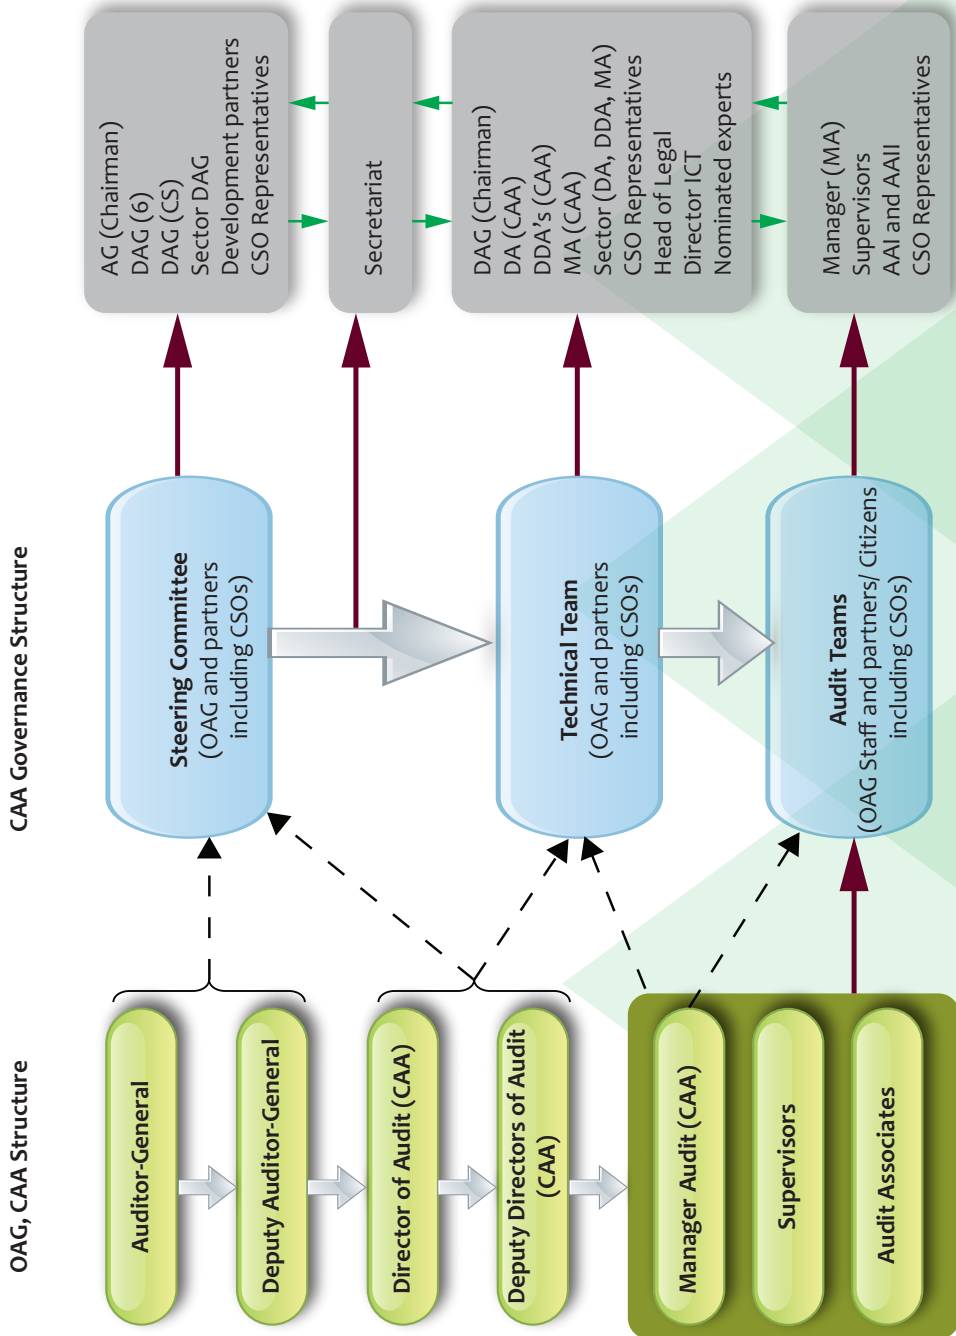 OAG, CAA Structure
Auditor-General
Deputy Auditor-General
Director of Audit (CAA)
Deputy Directors of Audit
(CAA)
Manager Audit (CAA)
Supervisors
Audit Associates
CAA Governance Structure
Steering Committee
(OAG and partners
including CSOs)
Technical Team
(OAG and partners
including CSOs)
Audit Teams
(OAG Staff and partners/ Citizens
including CSOs)
AG (Chairman)
DAG (6)
DAG (CS)
Sector DAG
Development partners
CSO Representatives
Secretariat
DAG (Chairman)
DA (CAA)
DDA's (CAA)
MA (CAA)
Sector (DA, DDA, MA)
CSO Representatives
Head of Legal
Director ICT
Nominated experts
Manager (MA)
Supervisors
AAI and AAII
CSO Representatives